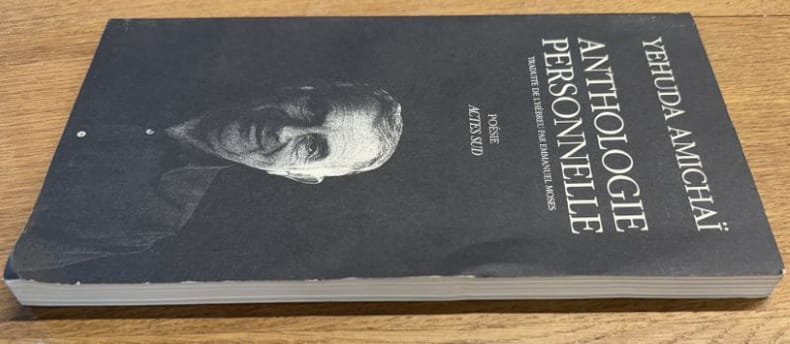 YEHUDA AMICHAÏ
ANTHOLOGIE
PERSONNELLE
TRADUITE DE L'HÉBREU PAR EMMANUEL MOSES
POÉSIE
ACTES SUD